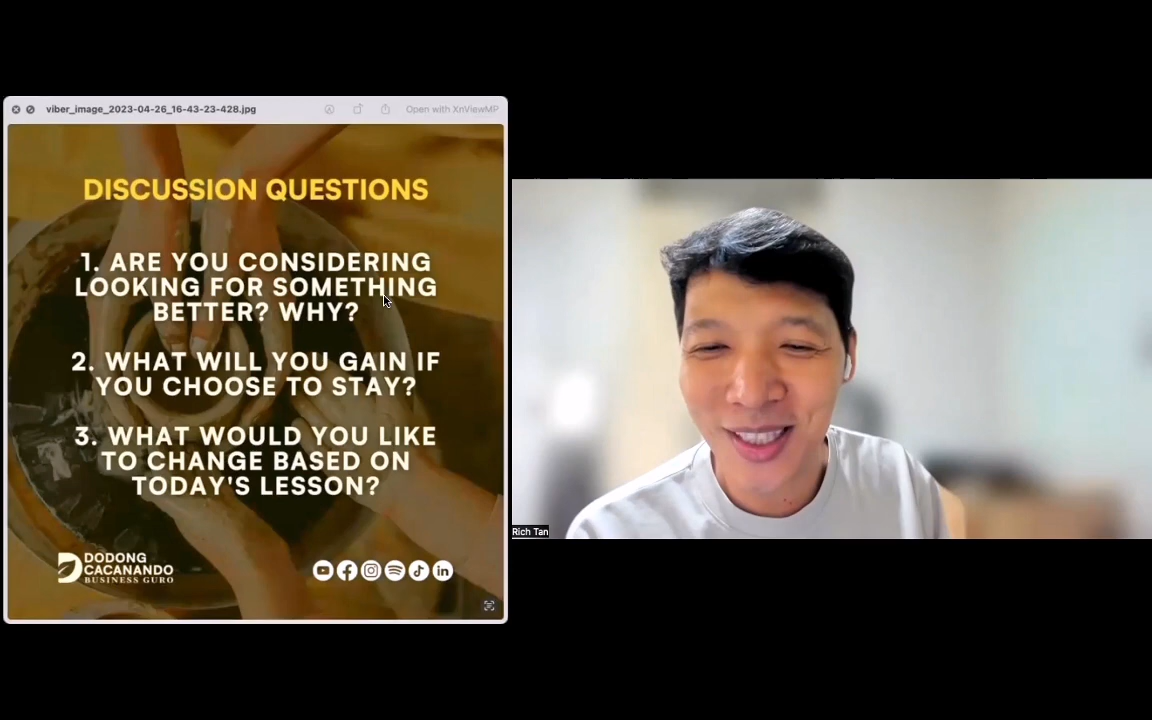 viber_image_2023-04-26_16-43-23-428.jpg
Open with XnViewMP
DISCUSSION QUESTIONS
1. ARE YOU CONSIDERING
LOOKING FOR SOMETHING
BETTER? WHY?
2. WHAT WILL YOU GAIN IF
YOU CHOOSE TO STAY?
3. WHAT WOULD YOU LIKE
TO CHANGE BASED ON
TODAY'S LESSON?
DODONG
CACANANDO
BUSINESS GURO
Rich Tan